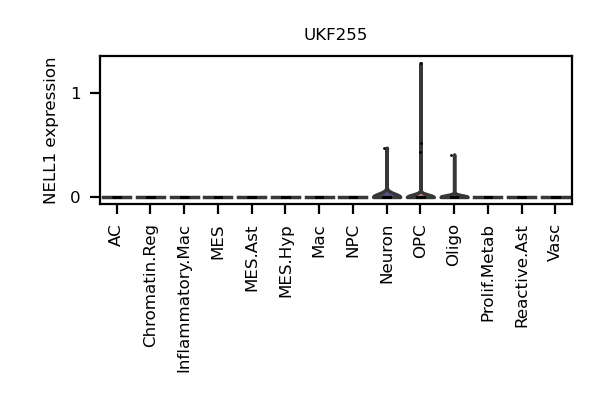 UKF255
NELL1 expression
1
0
AC
Chromatin.Reg
Inflammatory.Mac
MES
MES.Ast
MES.Hyp
Mac
NPC
Neuron
OPC
Oligo
Prolif.Metab
Reactive.Ast
Vasc